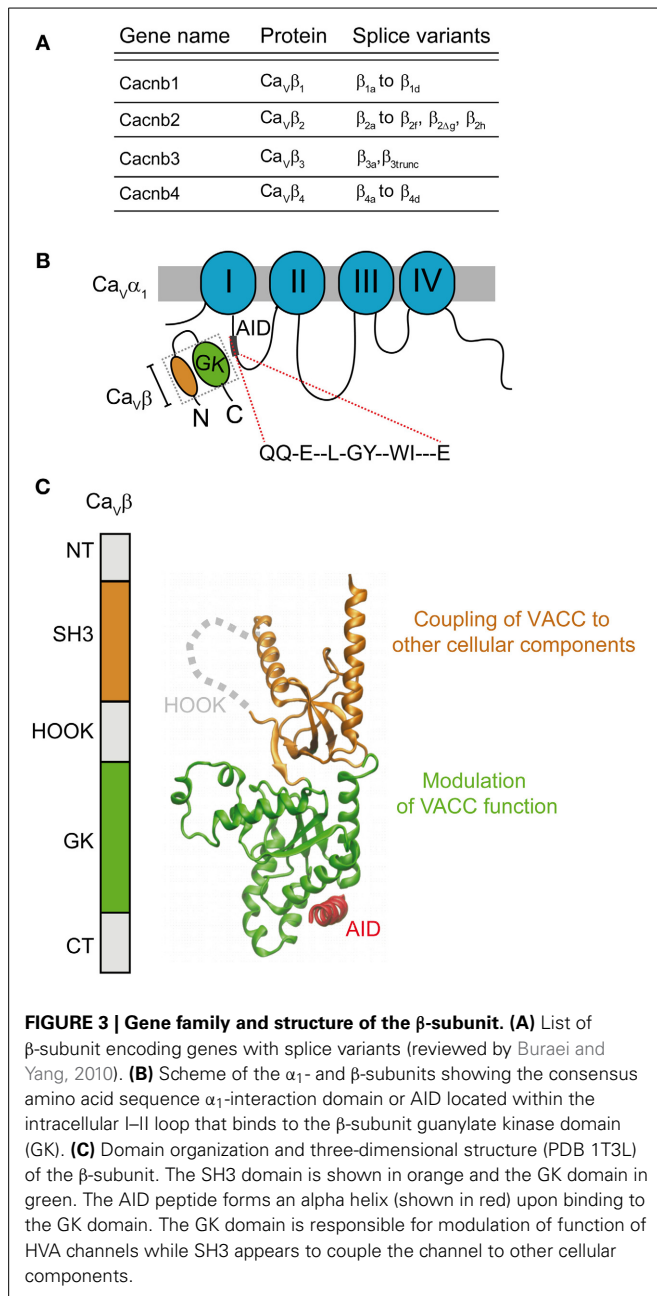 A
Gene name Protein Splice variants
Cacnb1 CaVβ1 β1a to β1d
Cacnb2 CaVβ2 β2a to β2f, β2Δg, β2h
Cacnb3 CaVβ3 β3a,β3trunc
Cacnb4 CaVβ4 β4a to β4d
B
CaVα1
I II III IV
AID
GK
CaVβ
N C
QQ-E--L-GY--WI---E
C
CaVβ
NT
SH3
HOOK
GK
CT
HOOK
Coupling of VACC to
other cellular components
Modulation
of VACC function
AID
FIGURE 3 | Gene family and structure of the β-subunit. (A) List of
β-subunit encoding genes with splice variants (reviewed by Buraei and
Yang, 2010). (B) Scheme of the α1- and β-subunits showing the consensus
amino acid sequence α1-interaction domain or AID located within the
intracellular I–II loop that binds to the β-subunit guanylate kinase domain
(GK). (C) Domain organization and three-dimensional structure (PDB 1T3L)
of the β-subunit. The SH3 domain is shown in orange and the GK domain in
green. The AID peptide forms an alpha helix (shown in red) upon binding to
the GK domain. The GK domain is responsible for modulation of function of
HVA channels while SH3 appears to couple the channel to other cellular
components.